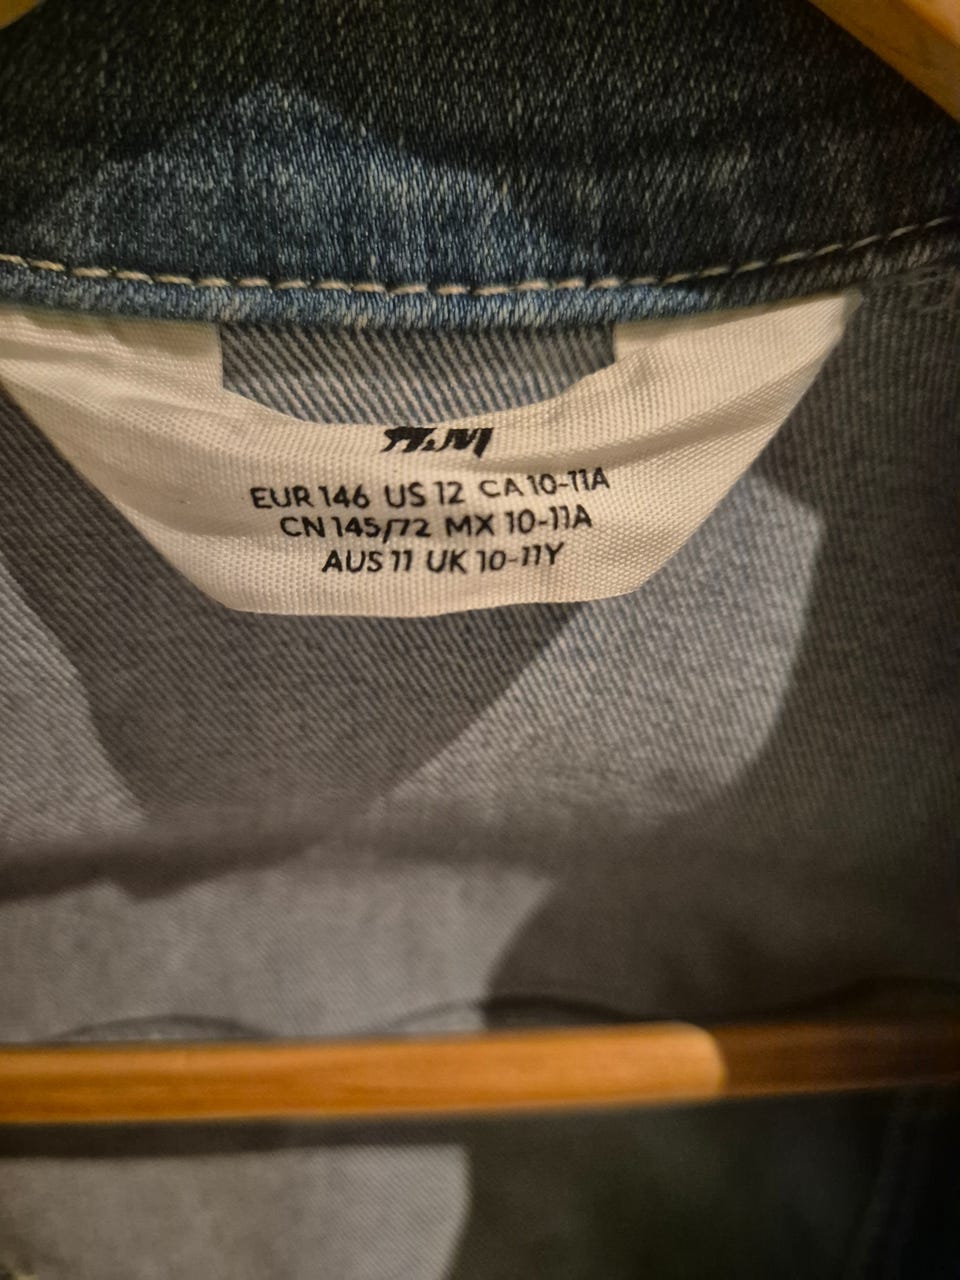 H&M
EUR 146 US 12 CA 10-11A
CN 145/72 MX 10-11A
AUS 11 UK 10-11Y